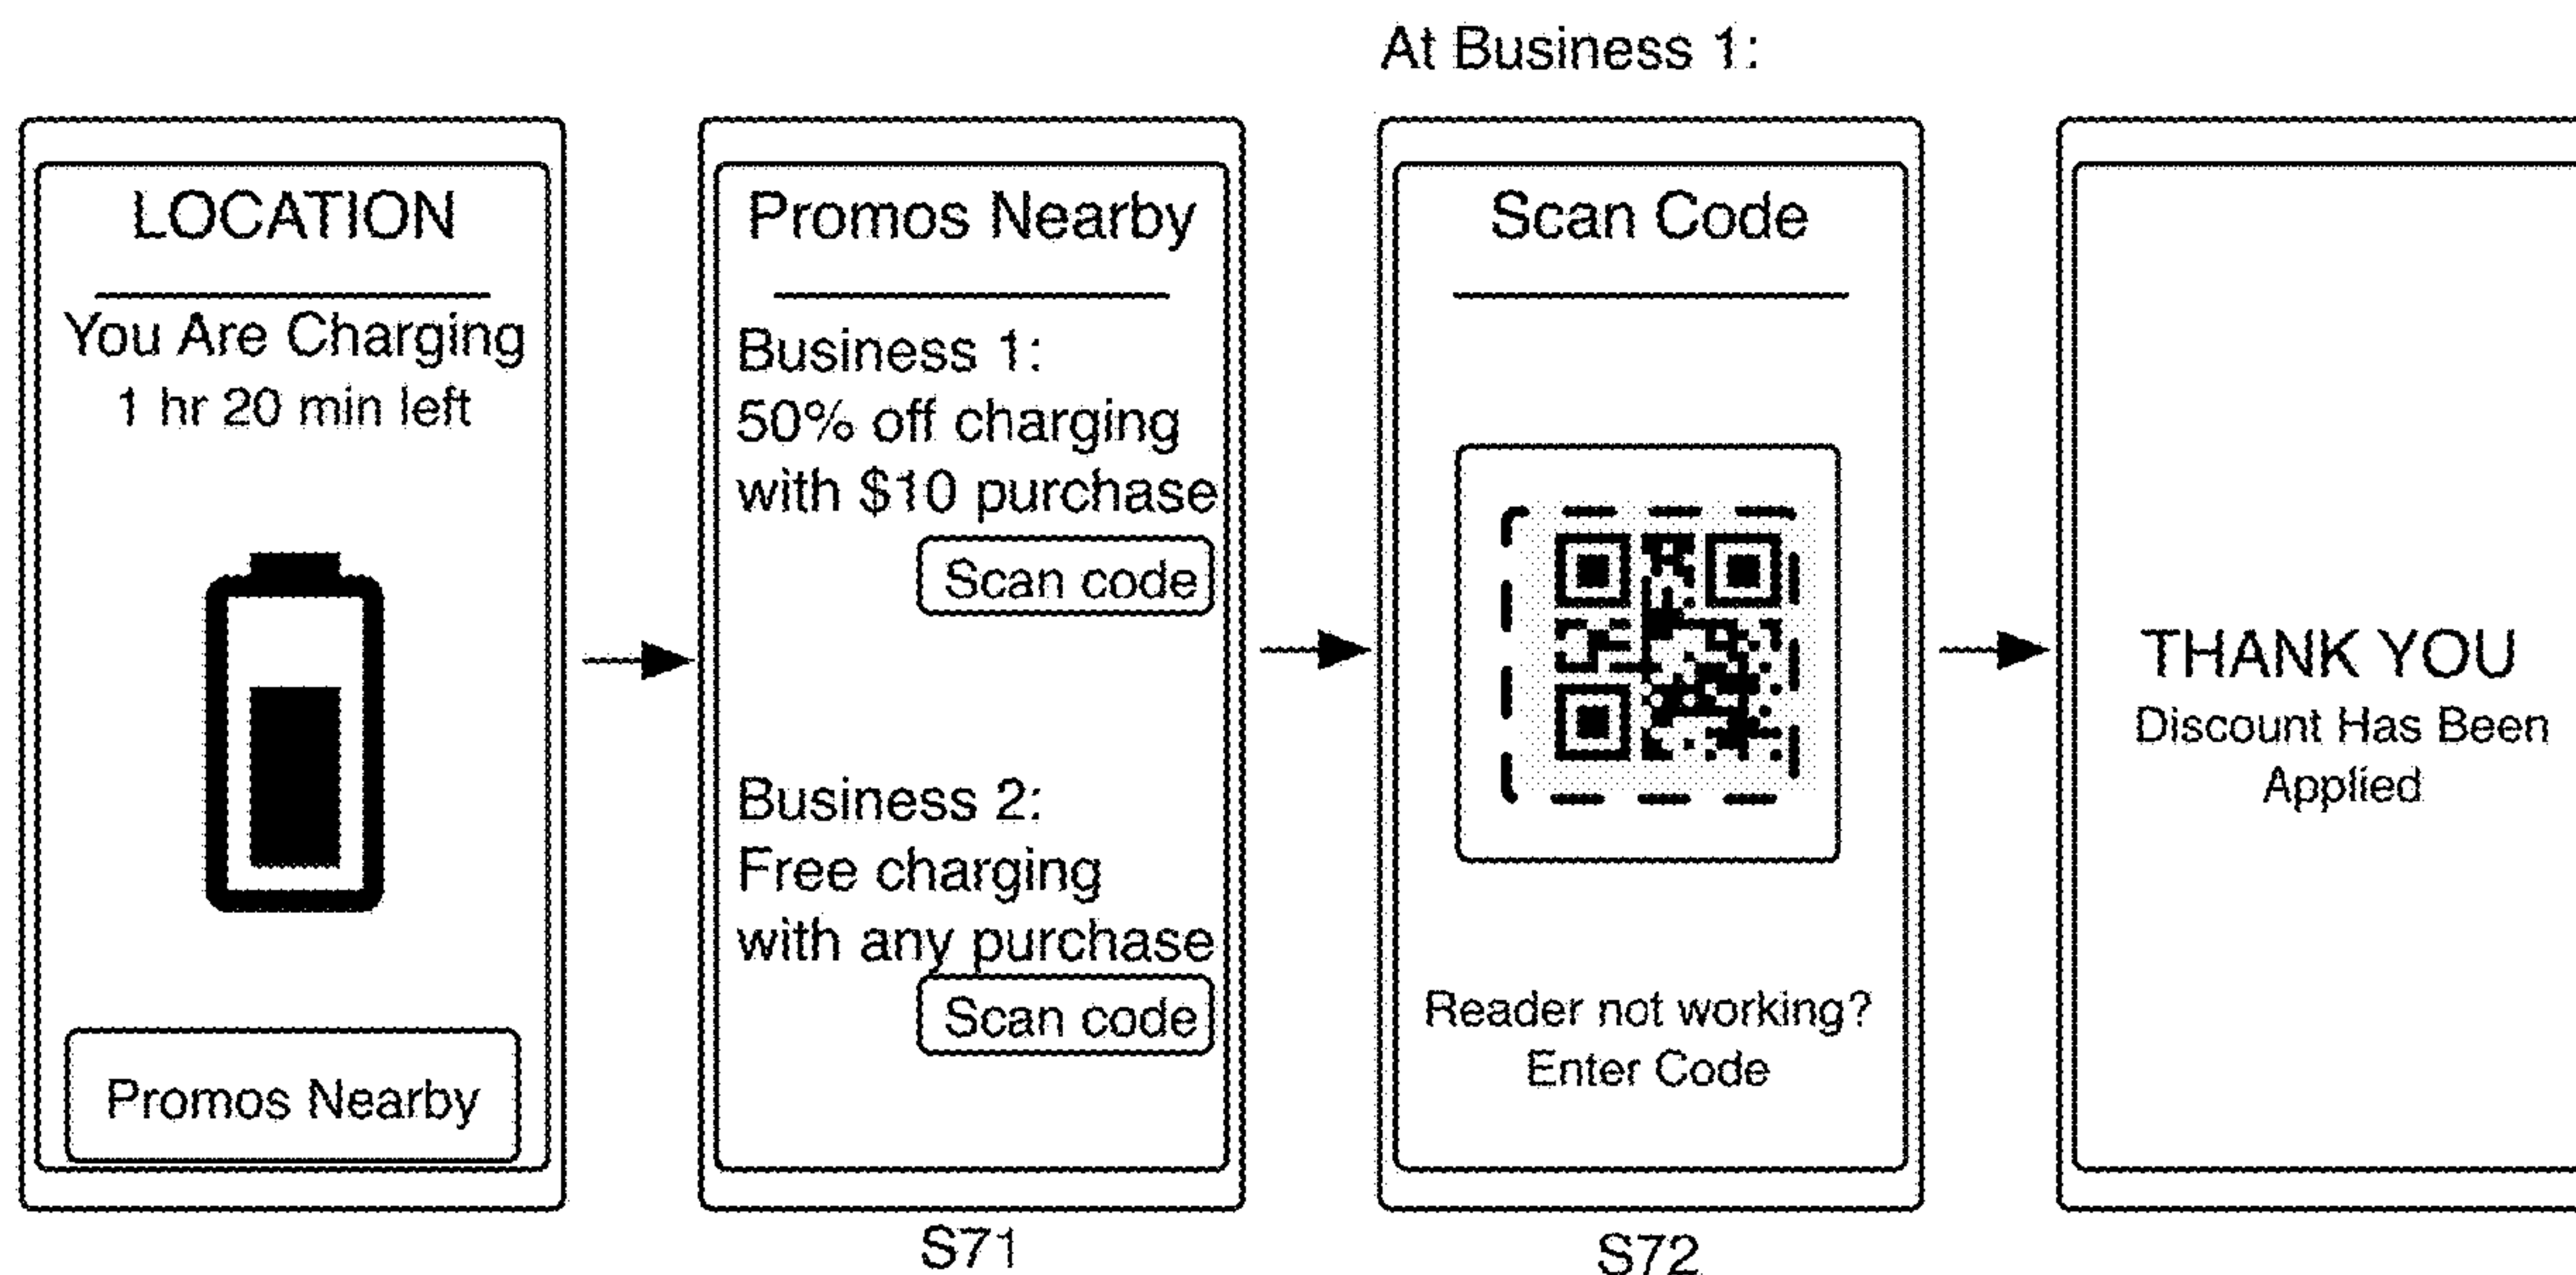 At Business 1:
LOCATION
You Are Charging
1 hr 20 min left
Promos Nearby
Promos Nearby
Business 1:
50% off charging
with $10 purchase
Scan code
Business 2:
Free charging
with any purchase
Scan code
S71
Scan Code
Reader not working?
Enter Code
S72
THANK YOU
Discount Has Been
Applied